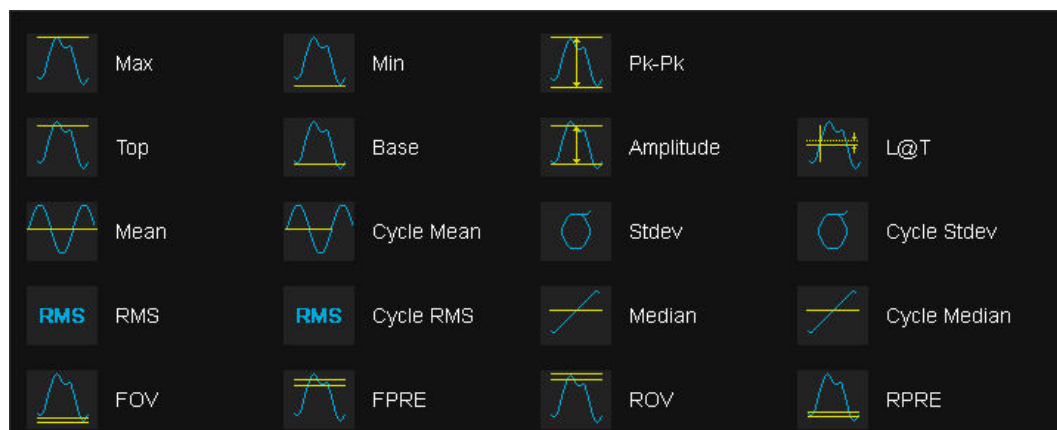 Max Min Pk-Pk
Top Base Amplitude L@T
Mean Cycle Mean Stdev Cycle Stdev
RMS RMS RMS Cycle RMS Median Cycle Median
FOV FPRE ROV RPRE